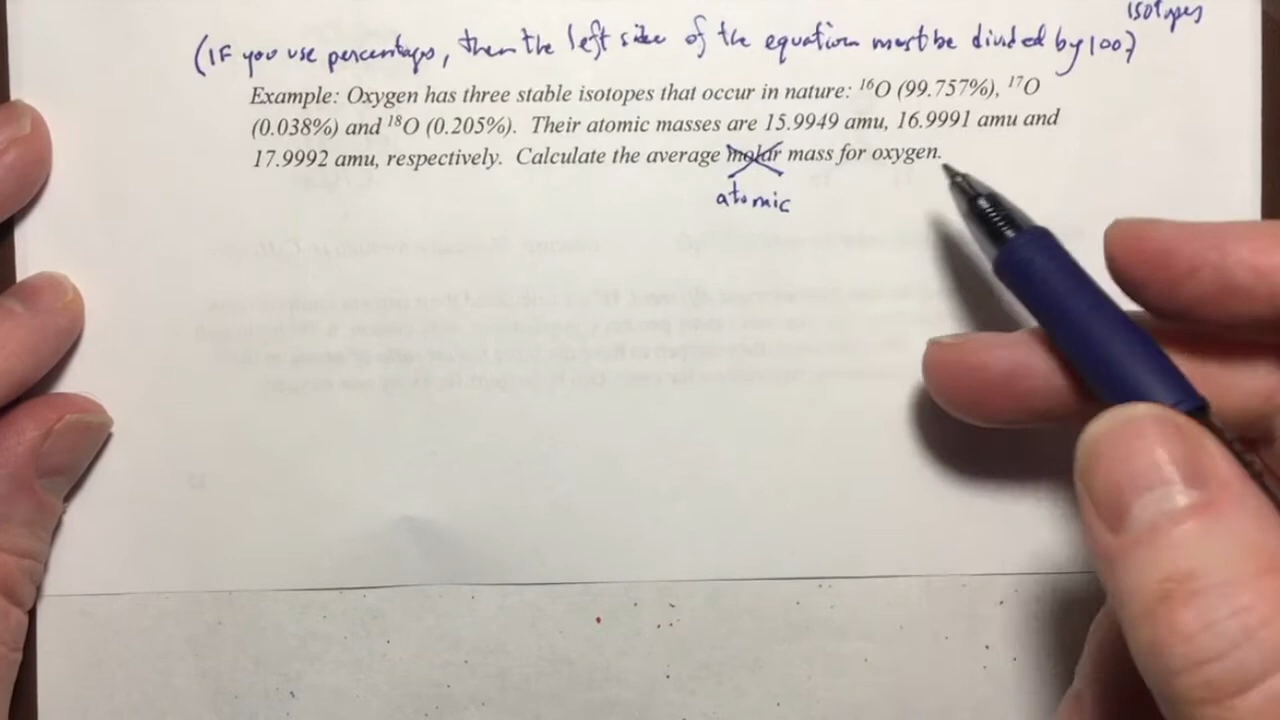 isotopes
(IF you use percentages, then the left side of the equation must be divided by 100)
Example: Oxygen has three stable isotopes that occur in nature: ¹⁶O (99.757%), ¹⁷O
(0.038%) and ¹⁸O (0.205%). Their atomic masses are 15.9949 amu, 16.9991 amu and
17.9992 amu, respectively. Calculate the average molar mass for oxygen.
atomic